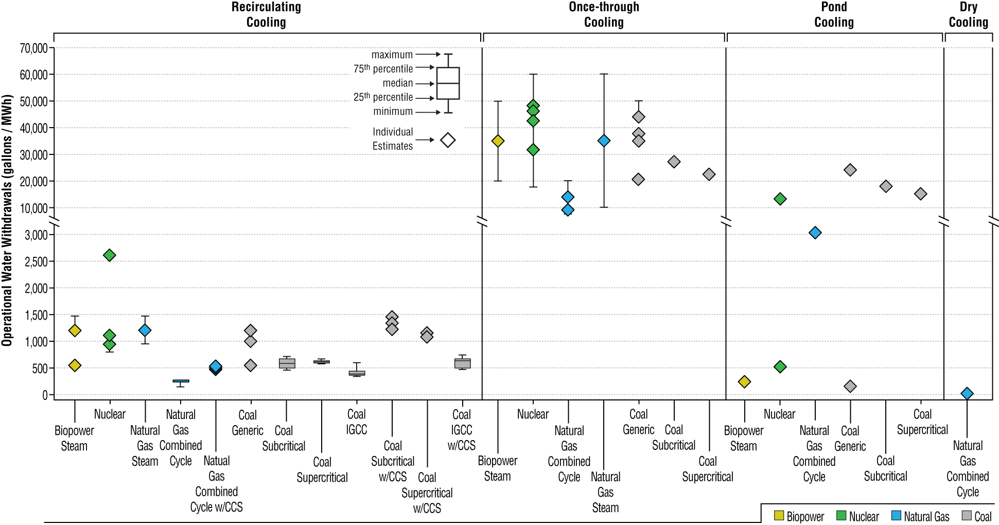 Recirculating
Cooling
Once-through
Cooling
Pond
Cooling
Dry
Cooling
Operational Water Withdrawals (gallons / MWh)
70,000
60,000
50,000
40,000
30,000
20,000
10,000
3,000
2,500
2,000
1,500
1,000
500
0
maximum
75th percentile
median
25th percentile
minimum
Individual
Estimates
Biopower
Steam
Nuclear
Natural
Gas
Steam
Natural
Gas
Combined
Cycle
Natual
Gas
Combined
Cycle w/CCS
Coal
Generic
Coal
Subcritical
Coal
Supercritical
Coal
IGCC
Coal
Subcritical
w/CCS
Coal
Supercritical
w/CCS
Coal
IGCC
w/CCS
Biopower
Steam
Nuclear
Natural
Gas
Combined
Cycle
Natural
Gas
Steam
Coal
Generic
Coal
Subcritical
Coal
Supercritical
Biopower
Steam
Nuclear
Natural
Gas
Combined
Cycle
Coal
Generic
Coal
Subcritical
Coal
Supercritical
Natural
Gas
Combined
Cycle
Biopower
Nuclear
Natural Gas
Coal